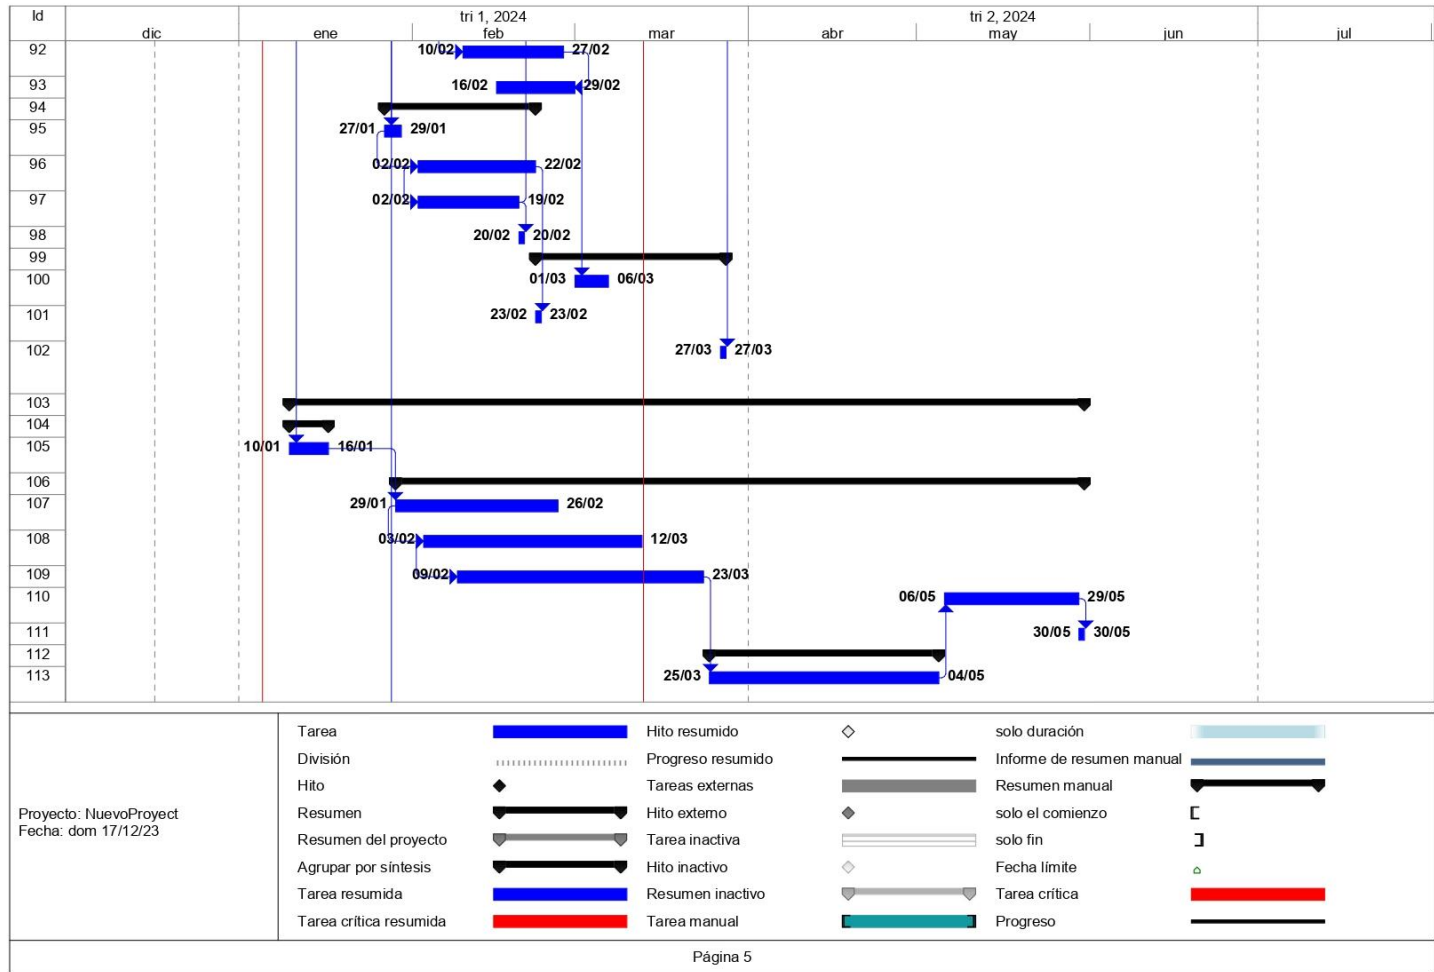 Id
tri 1, 2024
tri 2, 2024
dic
ene
feb
mar
abr
may
jun
jul
92
10/02
27/02
93
16/02
29/02
94
95
27/01
29/01
96
02/02
22/02
97
02/02
19/02
98
20/02
20/02
99
100
01/03
06/03
101
23/02
23/02
102
27/03
27/03
103
104
105
10/01
16/01
106
107
29/01
26/02
108
03/02
12/03
109
09/02
23/03
110
06/05
29/05
111
30/05
30/05
112
113
25/03
04/05
Proyecto: NuevoProyect
Fecha: dom 17/12/23
Tarea
División
Hito
Resumen
Resumen del proyecto
Agrupar por síntesis
Tarea resumida
Tarea crítica resumida
Hito resumido
Progreso resumido
Tareas externas
Hito externo
Tarea inactiva
Hito inactivo
Resumen inactivo
Tarea manual
solo duración
Informe de resumen manual
Resumen manual
solo el comienzo
solo fin
Fecha límite
Tarea crítica
Progreso
Página 5